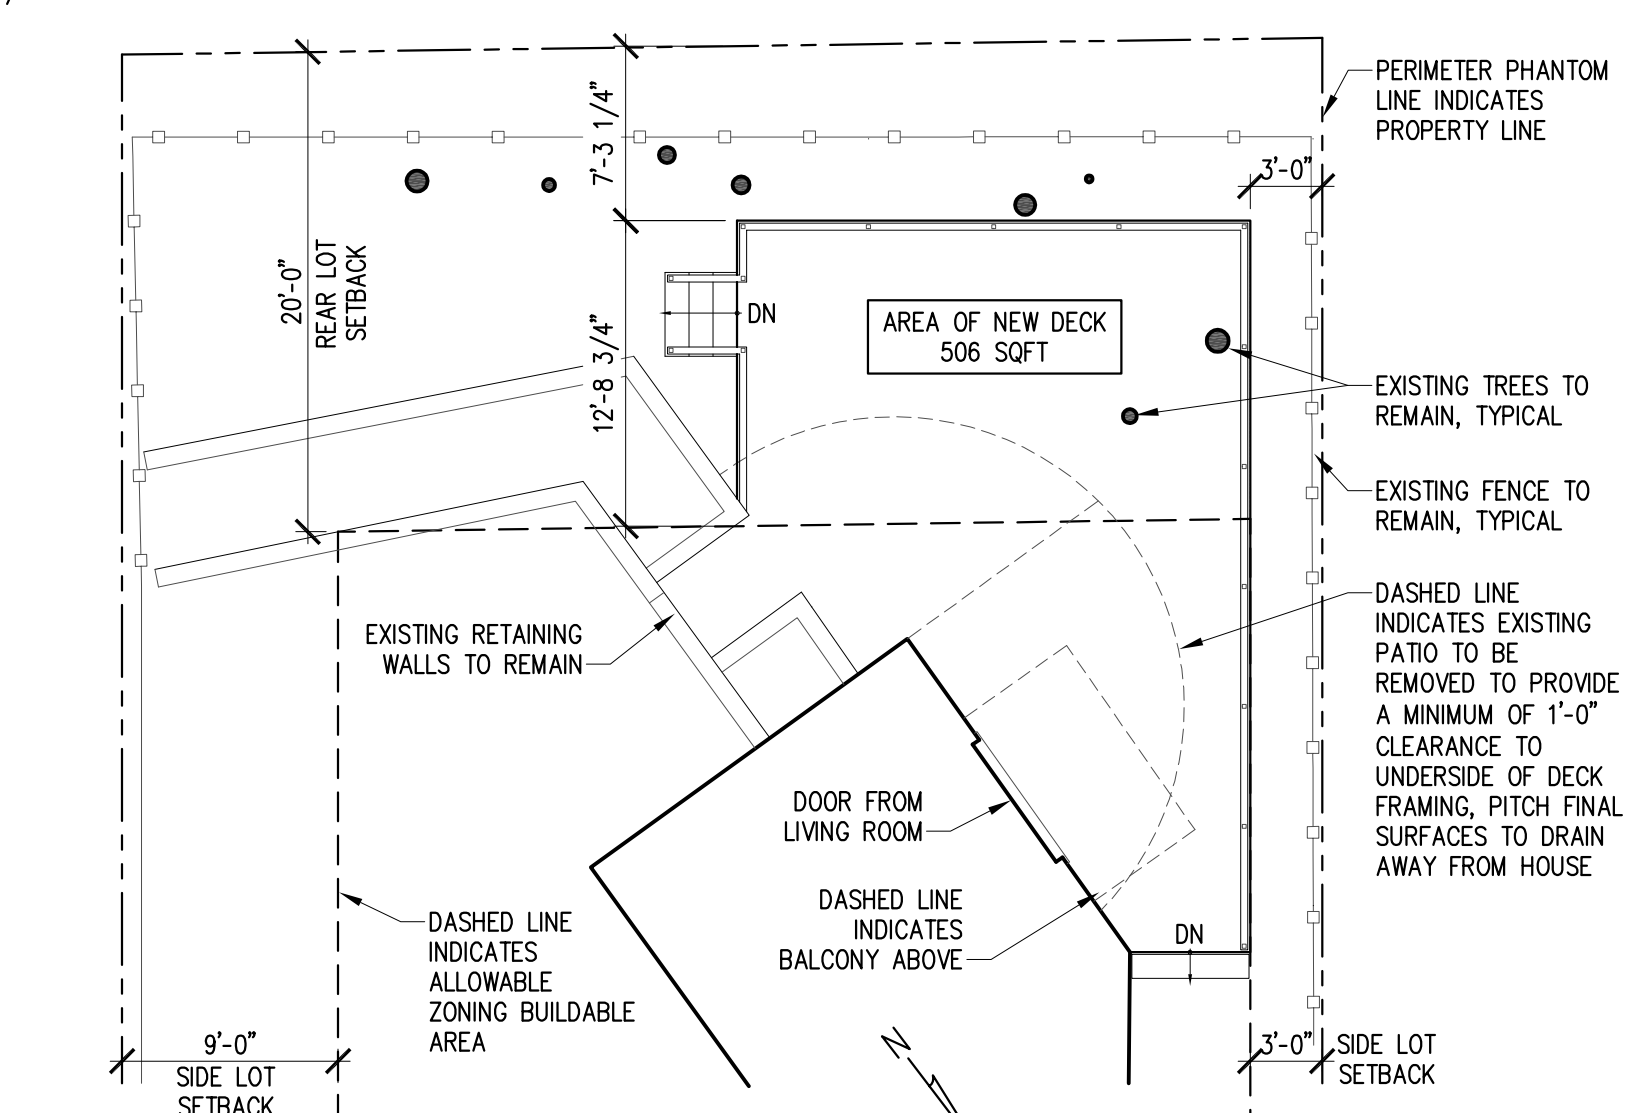 PERIMETER PHANTOM
LINE INDICATES
PROPERTY LINE
7'-3 1/4"
3'-0"
20'-0"
REAR LOT
SETBACK
DN
AREA OF NEW DECK
506 SQFT
12'-8 3/4"
EXISTING TREES TO
REMAIN, TYPICAL
EXISTING FENCE TO
REMAIN, TYPICAL
EXISTING RETAINING
WALLS TO REMAIN
DASHED LINE
INDICATES EXISTING
PATIO TO BE
REMOVED TO PROVIDE
A MINIMUM OF 1'-0"
CLEARANCE TO
UNDERSIDE OF DECK
FRAMING, PITCH FINAL
SURFACES TO DRAIN
AWAY FROM HOUSE
DOOR FROM
LIVING ROOM
DASHED LINE
INDICATES
BALCONY ABOVE
DN
DASHED LINE
INDICATES
ALLOWABLE
ZONING BUILDABLE
AREA
9'-0"
SIDE LOT
SETBACK
N
3'-0"
SIDE LOT
SETBACK